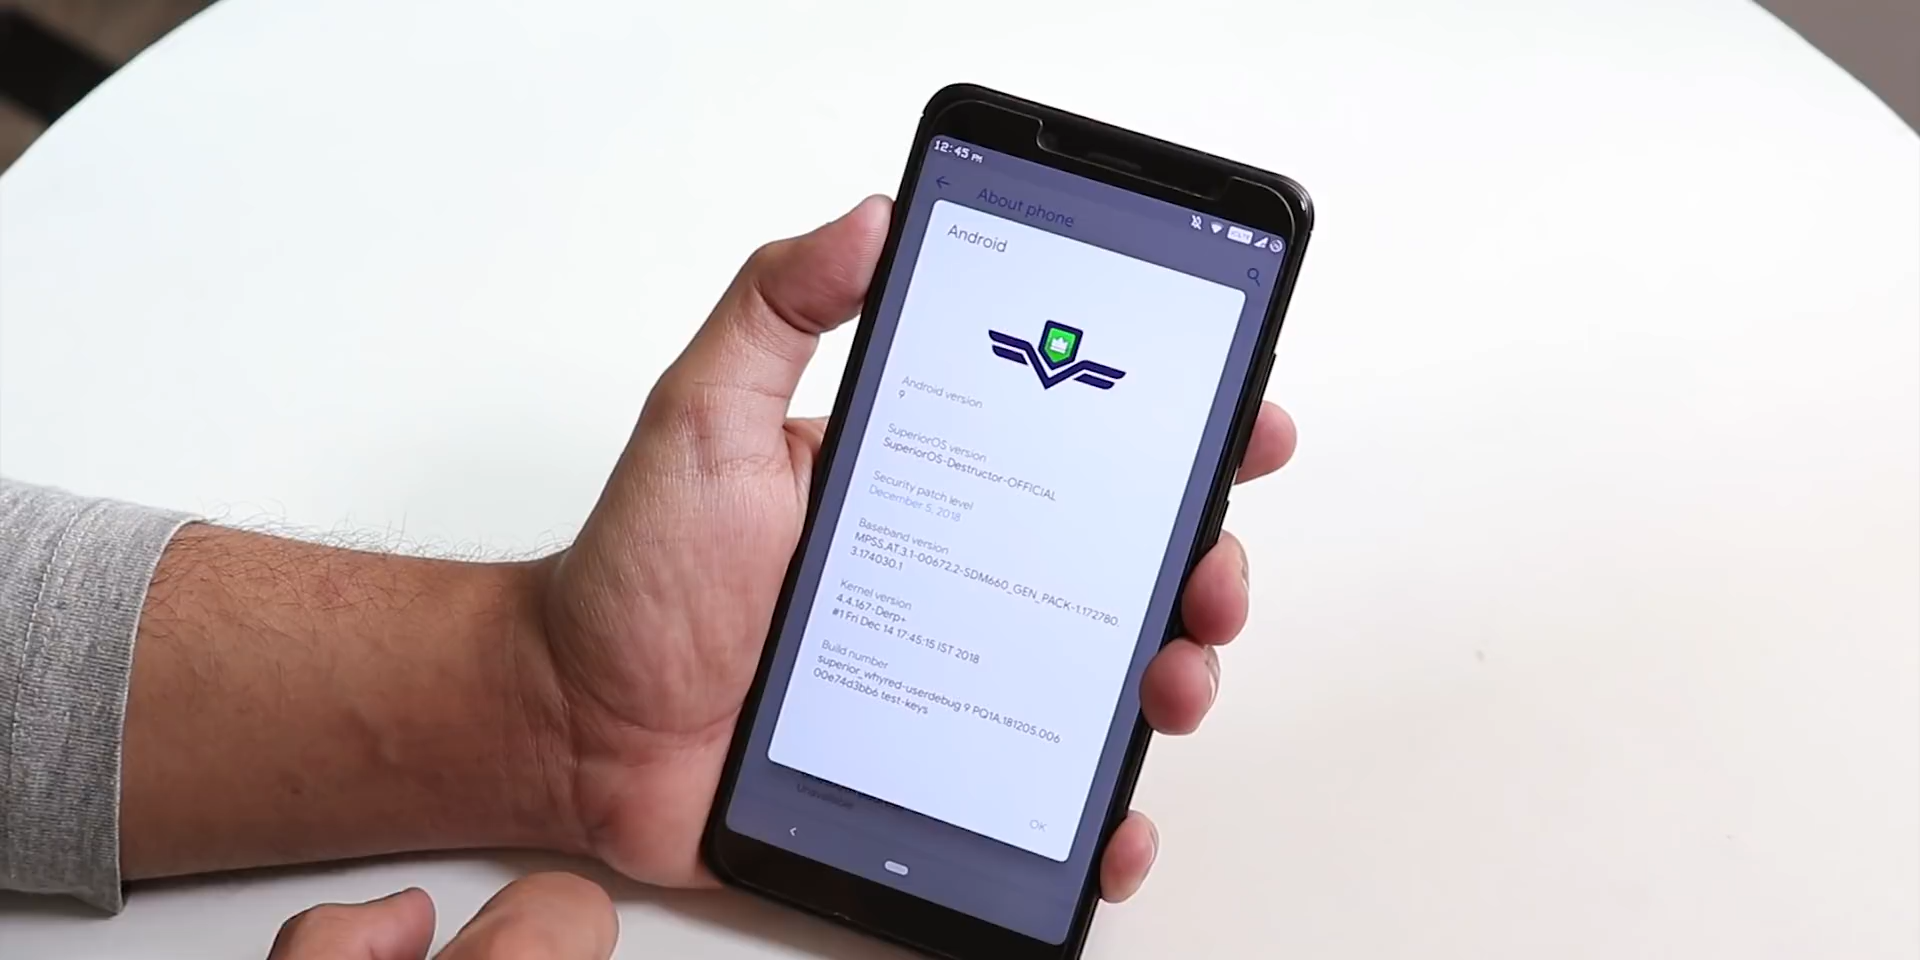 12:45 PM
About phone
Android
Android version
9
SuperiorOS version
SuperiorOS-Destructor-OFFICIAL
Security patch level
December 5, 2018
Baseband version
MPSS.AT.3.1-00672.2-SDM660_GEN_PACK-1.172780.
3.174030.1
Kernel version
4.4.167-Derp+
#1 Fri Dec 14 17:45:15 IST 2018
Build number
superior_whyred-userdebug 9 PQ1A.181205.006
00e74d3bb6 test-keys
Unavailable
OK